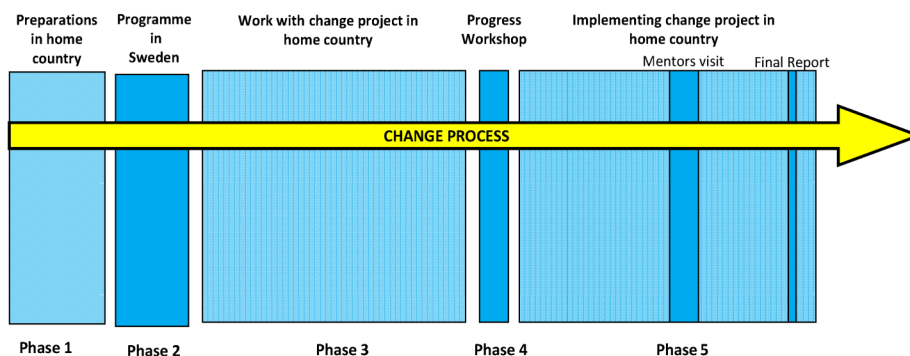 Preparations
in home
country
Programme
in
Sweden
Work with change project in
home country
Progress
Workshop
Implementing change project in
home country
Mentors visit
Final Report
CHANGE PROCESS
Phase 1
Phase 2
Phase 3
Phase 4
Phase 5